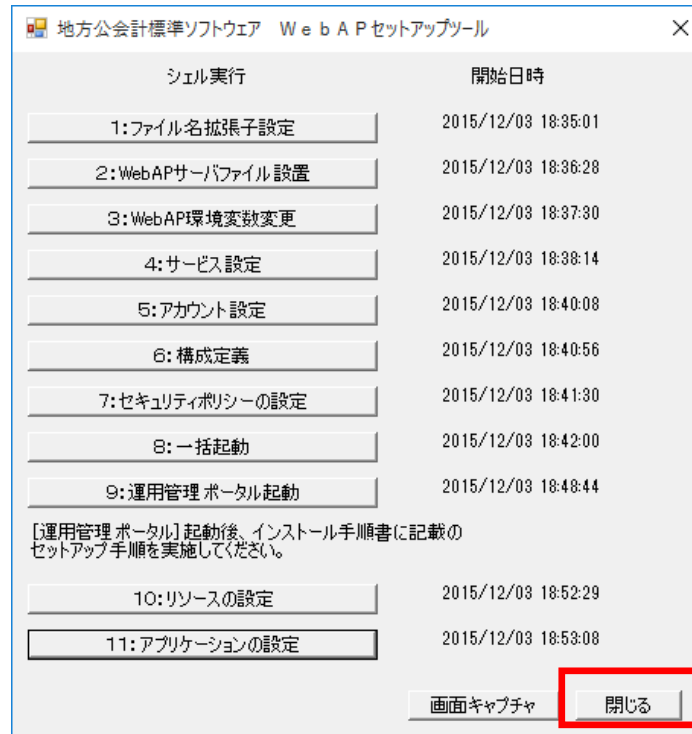 地方公会計標準ソフトウェア　ＷｅｂＡＰセットアップツール
シェル実行 開始日時
1:ファイル名拡張子設定 2015/12/03 18:35:01
2:WebAPサーバファイル設置 2015/12/03 18:36:28
3:WebAP環境変数変更 2015/12/03 18:37:30
4:サービス設定 2015/12/03 18:38:14
5:アカウント設定 2015/12/03 18:40:08
6:構成定義 2015/12/03 18:40:56
7:セキュリティポリシーの設定 2015/12/03 18:41:30
8:一括起動 2015/12/03 18:42:00
9:運用管理ポータル起動 2015/12/03 18:48:44
[運用管理ポータル]起動後、インストール手順書に記載の
セットアップ手順を実施してください。
10:リソースの設定 2015/12/03 18:52:29
11:アプリケーションの設定 2015/12/03 18:53:08
画面キャプチャ 閉じる